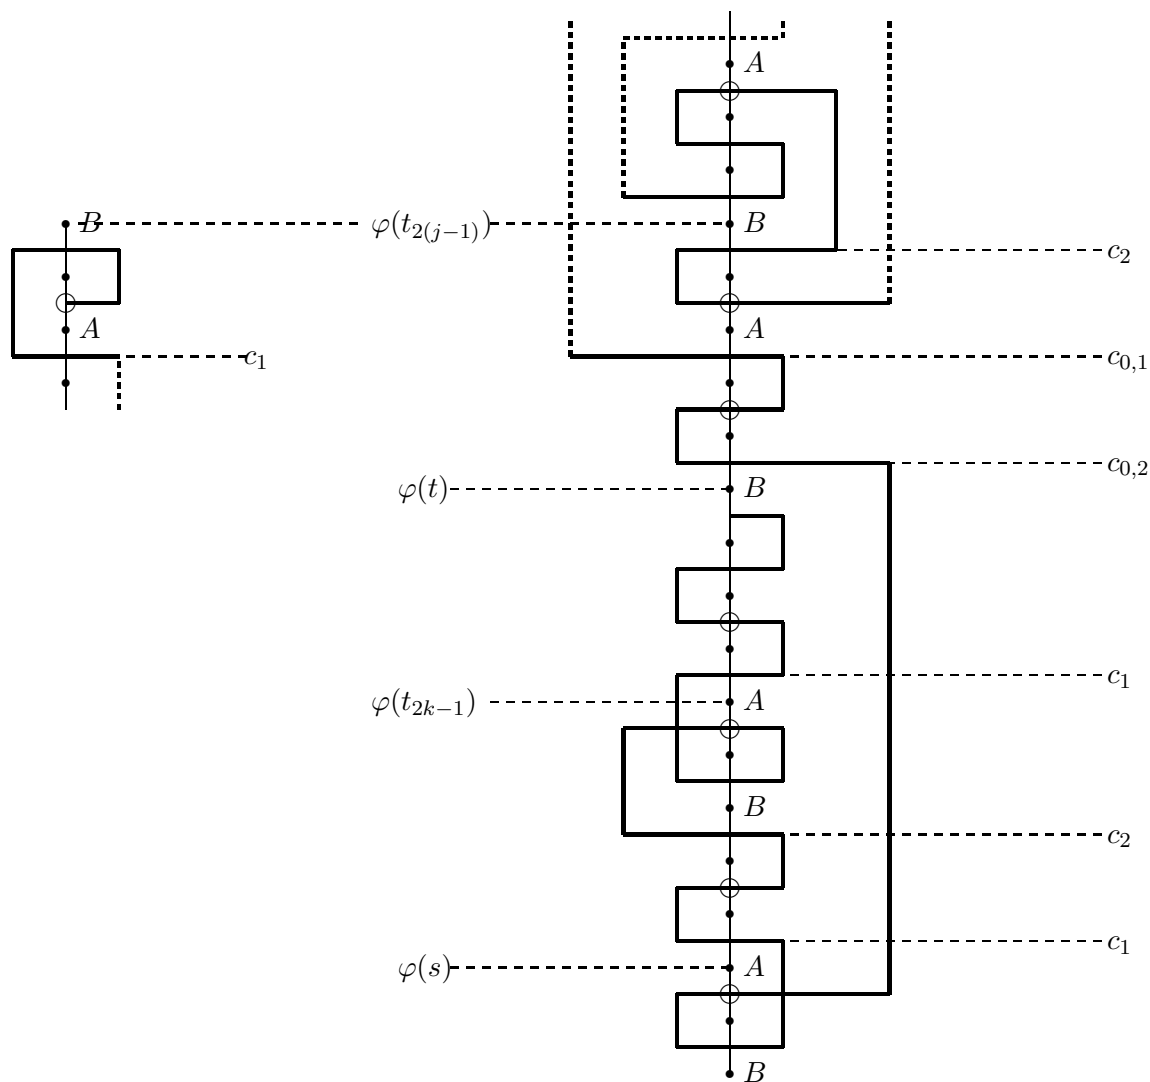 A
B φ(t_{2(j−1)}) B
c_2
A A
c_1 c_{0,1}
c_{0,2}
φ(t) B
c_1
φ(t_{2k−1}) A
B
c_2
c_1
φ(s) A
B